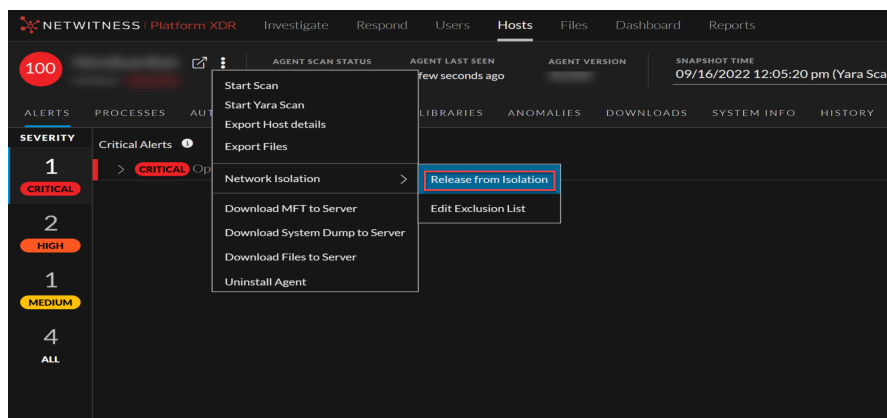 NETWITNESS | Platform XDR Investigate Respond Users Hosts Files Dashboard Reports
100
AGENT SCAN STATUS AGENT LAST SEEN AGENT VERSION SNAPSHOT TIME
few seconds ago 09/16/2022 12:05:20 pm (Yara Sca
ALERTS PROCESSES AUT LIBRARIES ANOMALIES DOWNLOADS SYSTEM INFO HISTORY
Start Scan
Start Yara Scan
Export Host details
Export Files
Network Isolation >
Download MFT to Server
Download System Dump to Server
Download Files to Server
Uninstall Agent
Release from Isolation
Edit Exclusion List
SEVERITY
1
CRITICAL
2
HIGH
1
MEDIUM
4
ALL
Critical Alerts
> CRITICAL Op